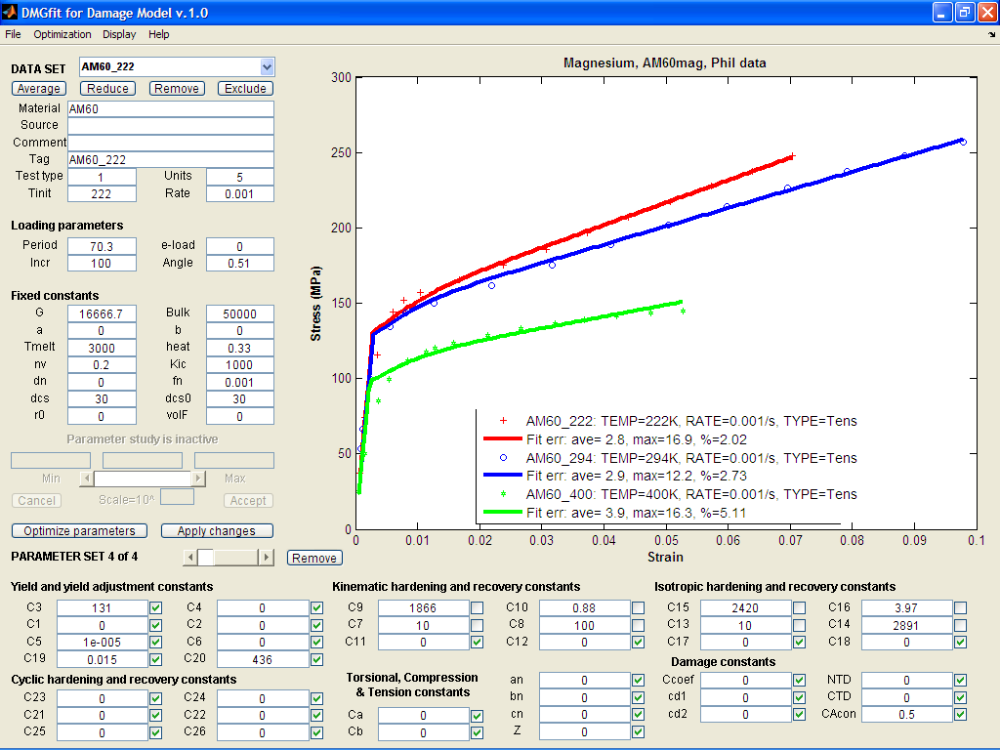 DMGfit for Damage Model v.1.0
File Optimization Display Help
DATA SET AM60_222
Average Reduce Remove Exclude
Material AM60
Source
Comment
Tag AM60_222
Test type 1 Units 5
Tinit 222 Rate 0.001
Loading parameters
Period 70.3 e-load 0
Incr 100 Angle 0.51
Fixed constants
G 16666.7 Bulk 50000
a 0 b 0
Tmelt 3000 heat 0.33
nv 0.2 Kic 1000
dn 0 fn 0.001
dcs 30 dcs0 30
r0 0 volF 0
Parameter study is inactive
Min Max
Cancel Scale=10^ Accept
Optimize parameters Apply changes
PARAMETER SET 4 of 4 Remove
Magnesium, AM60mag, Phil data
300
250
200
150
100
50
0
Stress (MPa)
0 0.01 0.02 0.03 0.04 0.05 0.06 0.07 0.08 0.09 0.1
Strain
AM60_222: TEMP=222K, RATE=0.001/s, TYPE=Tens
Fit err: ave= 2.8, max=16.9, %=2.02
AM60_294: TEMP=294K, RATE=0.001/s, TYPE=Tens
Fit err: ave= 2.9, max=12.2, %=2.73
AM60_400: TEMP=400K, RATE=0.001/s, TYPE=Tens
Fit err: ave= 3.9, max=16.3, %=5.11
Yield and yield adjustment constants
C3 131 C4 0
C1 0 C2 0
C5 1e-005 C6 0
C19 0.015 C20 436
Cyclic hardening and recovery constants
C23 0 C24 0
C21 0 C22 0
C25 0 C26 0
Kinematic hardening and recovery constants
C9 1866 C10 0.88
C7 10 C8 100
C11 0 C12 0
Torsional, Compression
& Tension constants
Ca 0
Cb 0
an 0
bn 0
cn 0
Z 0
Isotropic hardening and recovery constants
C15 2420 C16 3.97
C13 10 C14 2891
C17 0 C18 0
Damage constants
Ccoef 0 NTD 0
cd1 0 CTD 0
cd2 0 CAcon 0.5